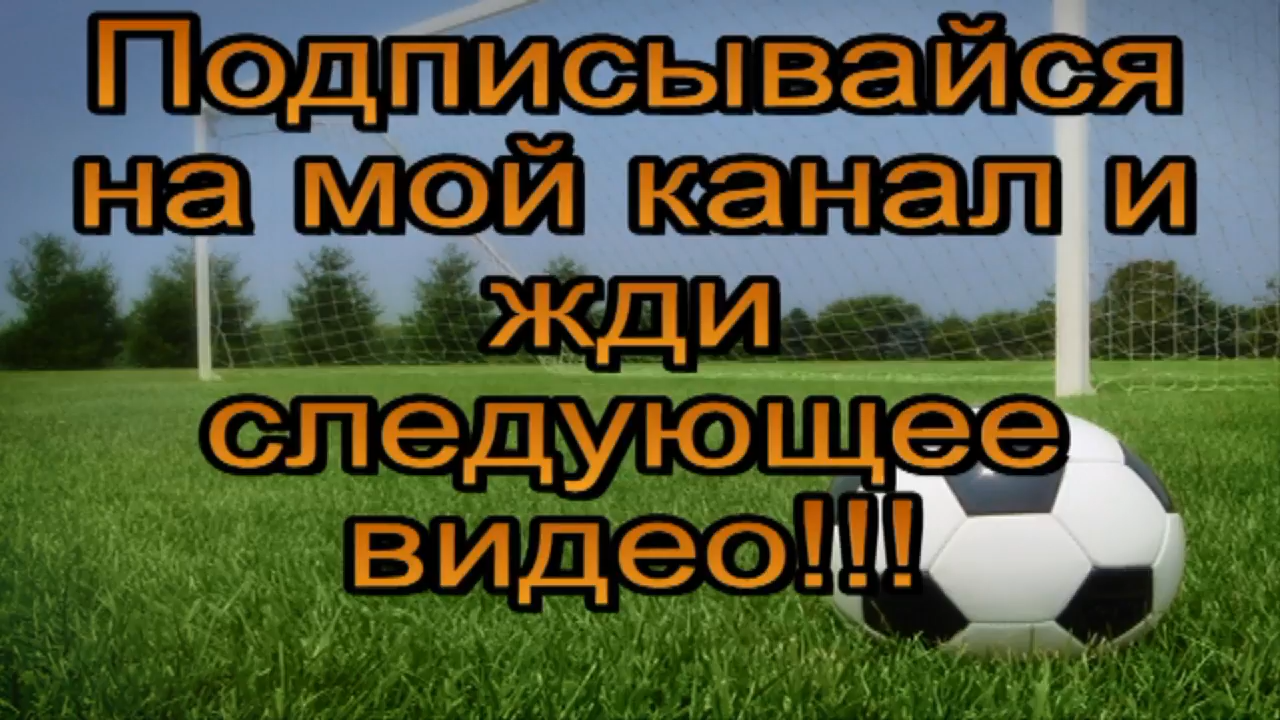 Подписывайся
на мой канал и
жди
следующее
видео!!!